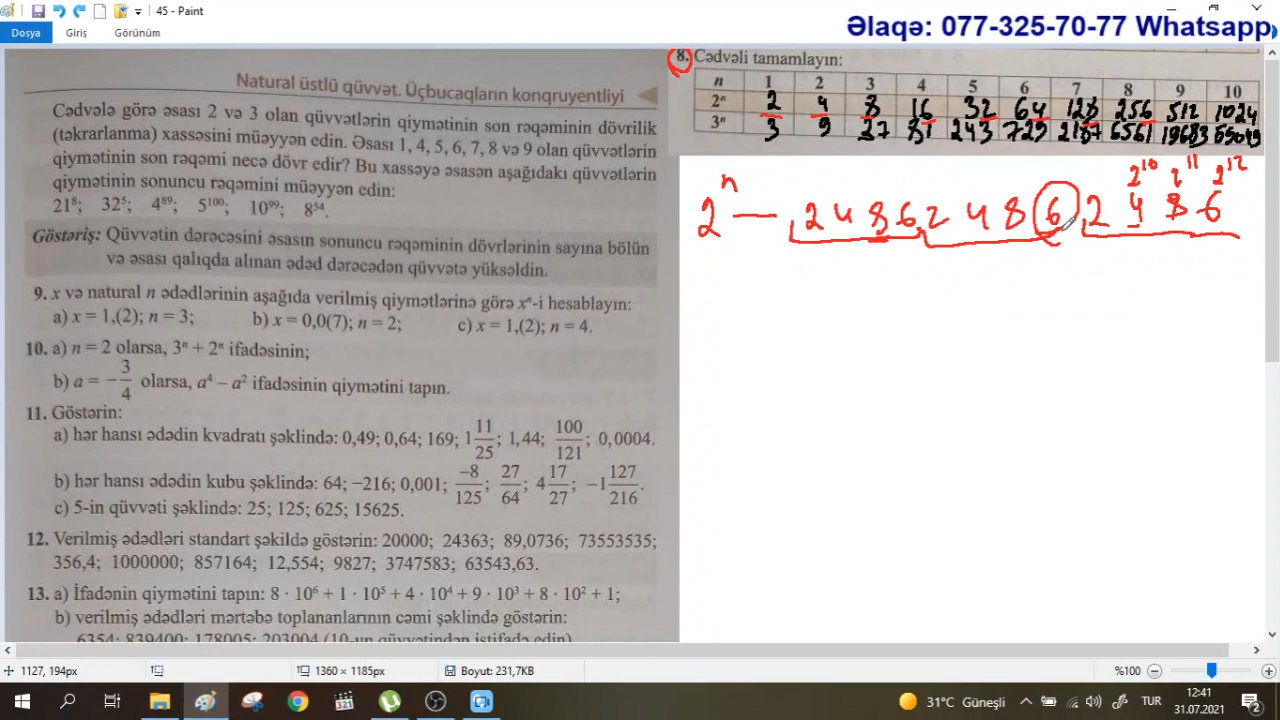 45 - Paint
Əlaqə: 077-325-70-77 Whatsapp
Dosya Giriş Görünüm
Natural üstlü qüvvət. Üçbucaqların konqruyentliyi
Cədvələ görə əsası 2 və 3 olan qüvvətlərin qiymətinin son rəqəminin dövrilik
(təkrarlanma) xassəsini müəyyən edin. Əsası 1, 4, 5, 6, 7, 8 və 9 olan qüvvətlərin
qiymətinin son rəqəmi necə dövr edir? Bu xassəyə əsasən aşağıdakı qüvvətlərin
qiymətinin sonuncu rəqəmini müəyyən edin:
21⁸; 32⁵; 4⁸⁹; 5¹⁰⁰; 10⁹⁹; 8⁵⁴.
Göstəriş: Qüvvətin dərəcəsini əsasın sonuncu rəqəminin dövrlərinin sayına bölün
və əsası qalıqda alınan ədəd dərəcədən qüvvətə yüksəldin.
9. x və natural n ədədlərinin aşağıda verilmiş qiymətlərinə görə xⁿ-i hesablayın:
a) x = 1,(2); n = 3; b) x = 0,0(7); n = 2; c) x = 1,(2); n = 4.
10. a) n = 2 olarsa, 3ⁿ + 2ⁿ ifadəsinin;
b) a = −3/4 olarsa, a⁴ − a² ifadəsinin qiymətini tapın.
11. Göstərin:
a) hər hansı ədədin kvadratı şəklində: 0,49; 0,64; 169; 1 11/25; 1,44; 100/121; 0,0004.
b) hər hansı ədədin kubu şəklində: 64; −216; 0,001; −8/125; 27/64; 4 17/27; −1 127/216.
c) 5-in qüvvəti şəklində: 25; 125; 625; 15625.
12. Verilmiş ədədləri standart şəkildə göstərin: 20000; 24363; 89,0736; 73553535;
356,4; 1000000; 857164; 12,554; 9827; 3747583; 63543,63.
13. a) İfadənin qiymətini tapın: 8 · 10⁶ + 1 · 10⁵ + 4 · 10⁴ + 9 · 10³ + 8 · 10² + 1;
b) verilmiş ədədləri mərtəbə toplananlarının cəmi şəklində göstərin:
6354; 839400; 178005; 203004 (10-un qüvvətindən istifadə edin)
8. Cədvəli tamamlayın:
n 1 2 3 4 5 6 7 8 9 10
2ⁿ 2 4 8 16 32 64 128 256 512 1024
3ⁿ 3 9 27 81 243 729 2187 6561 19683
2¹⁰ 2¹¹ 2¹²
2ⁿ — 2 4 8 6 2 4 8 6 2 4 8 6
1127, 194px 1360 × 1185px Boyut: 231,7KB %100
31°C Güneşli TUR 12:41
31.07.2021 2